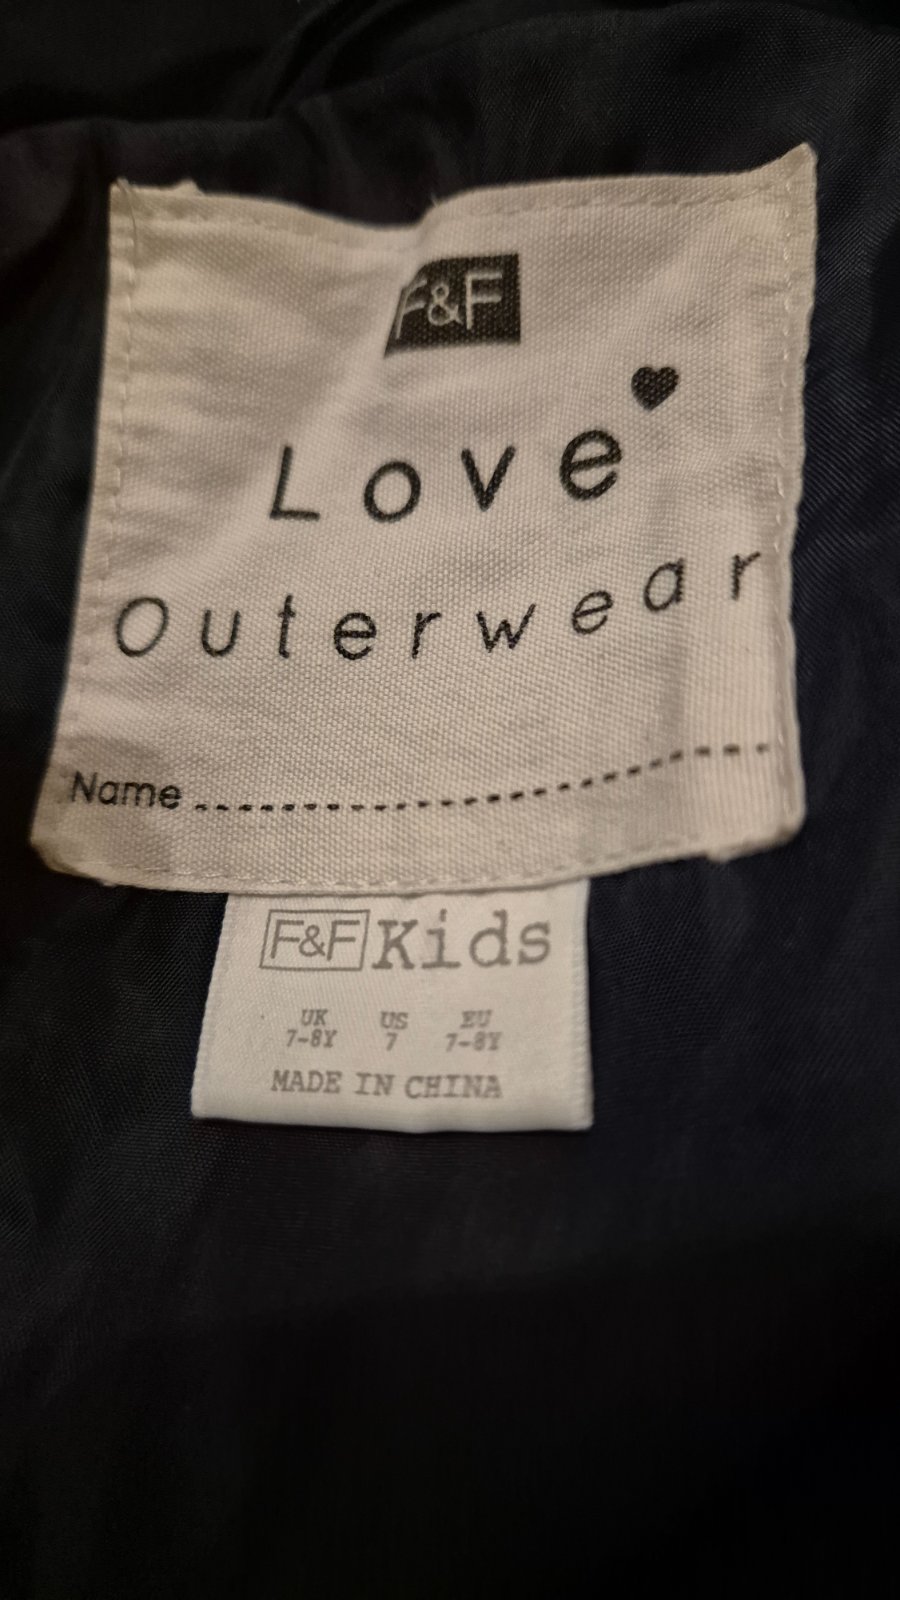 F&F
Love
Outerwear
Name ................................
F&F Kids
UK US EU
7-8Y 7 7-8Y
MADE IN CHINA